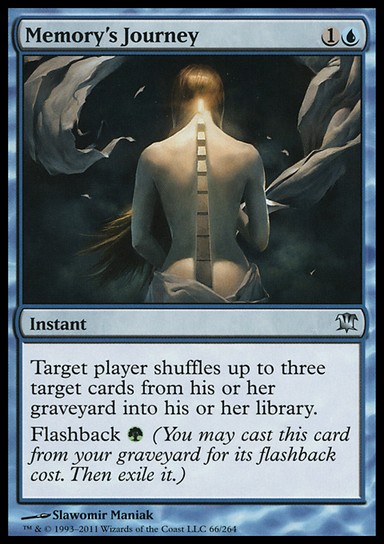 Memory's Journey 1
Instant
Target player shuffles up to three
target cards from his or her
graveyard into his or her library.
Flashback (You may cast this card
from your graveyard for its flashback
cost. Then exile it.)
Slawomir Maniak
™ & © 1993–2011 Wizards of the Coast LLC 66/264